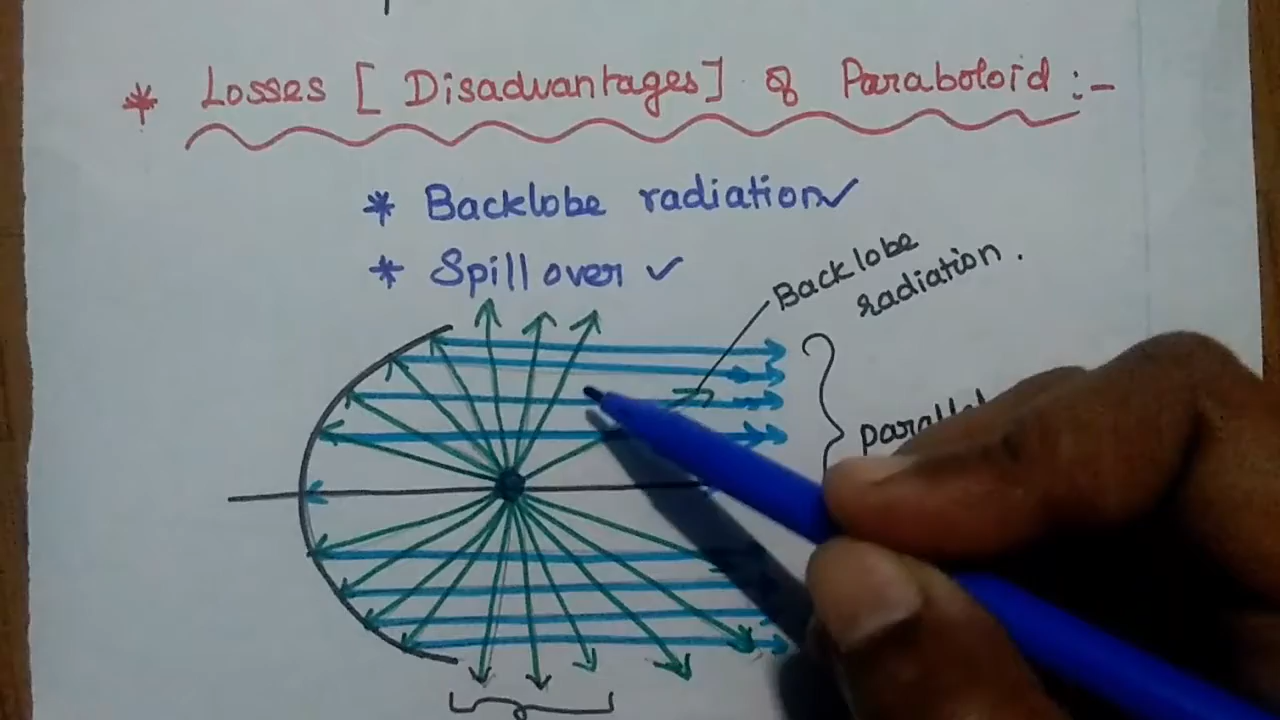 * Losses [ Disadvantages] of Paraboloid :-
* Backlobe radiation✓
* Spill over ✓
Backlobe
radiation.